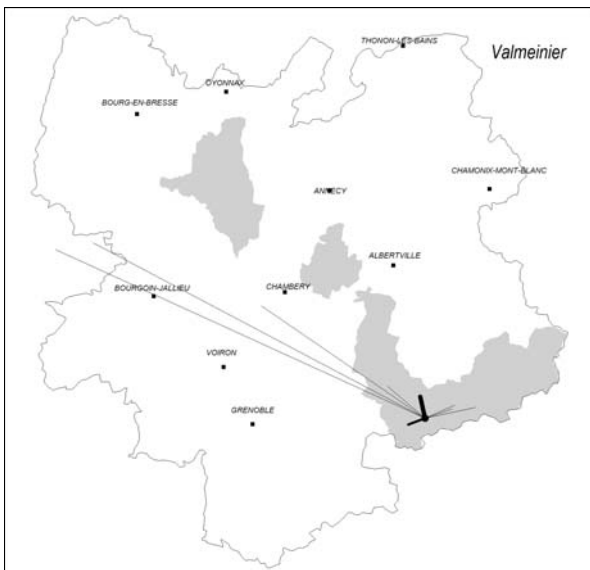 THONON-LES-BAINS
Valmeinier
OYONNAX
BOURG-EN-BRESSE
CHAMONIX-MONT-BLANC
ANNECY
ALBERTVILLE
CHAMBERY
BOURGOIN-JALLIEU
VOIRON
GRENOBLE